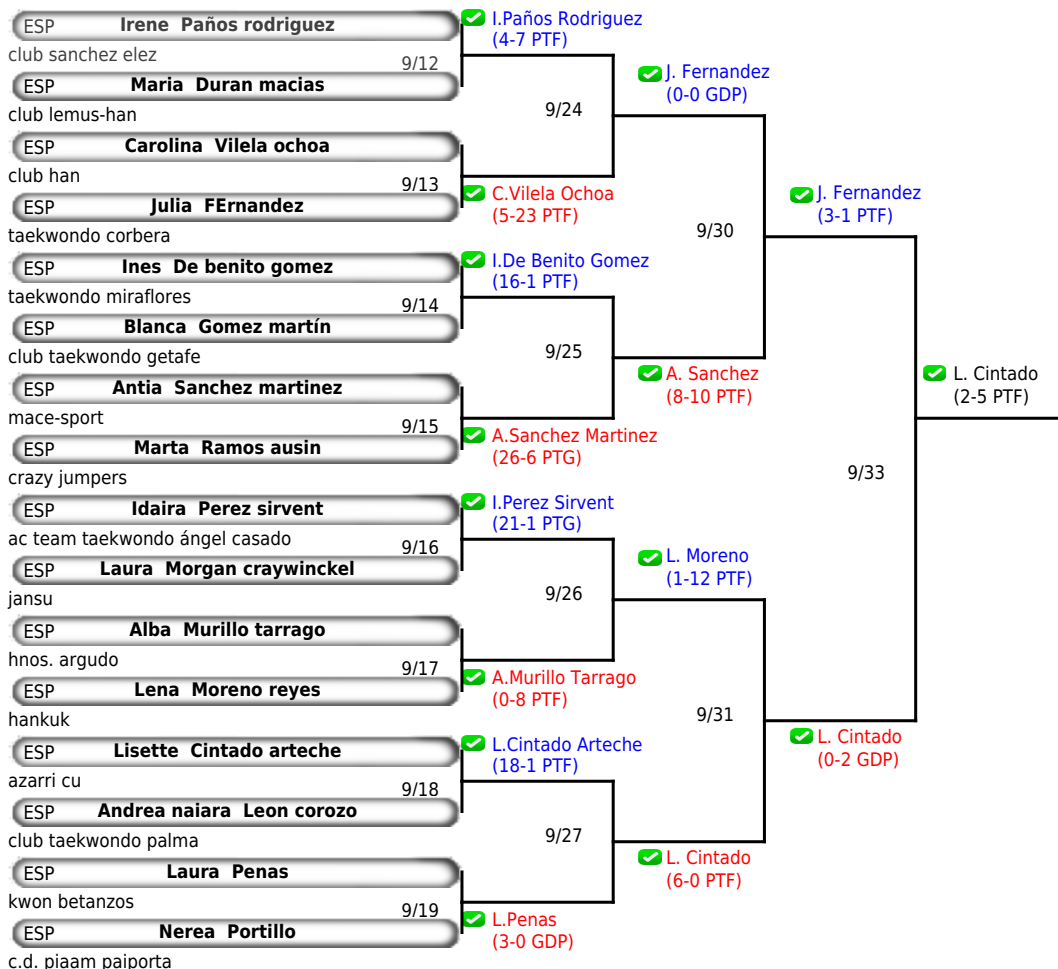 ESP Irene Paños rodriguez
club sanchez elez
9/12
ESP Maria Duran macias
club lemus-han
ESP Carolina Vilela ochoa
club han
9/13
ESP Julia FErnandez
taekwondo corbera
ESP Ines De benito gomez
taekwondo miraflores
9/14
ESP Blanca Gomez martín
club taekwondo getafe
ESP Antia Sanchez martinez
mace-sport
9/15
ESP Marta Ramos ausin
crazy jumpers
ESP Idaira Perez sirvent
ac team taekwondo ángel casado
9/16
ESP Laura Morgan craywinckel
jansu
ESP Alba Murillo tarrago
hnos. argudo
9/17
ESP Lena Moreno reyes
hankuk
ESP Lisette Cintado arteche
azarri cu
9/18
ESP Andrea naiara Leon corozo
club taekwondo palma
ESP Laura Penas
kwon betanzos
9/19
ESP Nerea Portillo
c.d. piaam paiporta
I.Paños Rodriguez
(4-7 PTF)
9/24
C.Vilela Ochoa
(5-23 PTF)
I.De Benito Gomez
(16-1 PTF)
9/25
A.Sanchez Martinez
(26-6 PTG)
I.Perez Sirvent
(21-1 PTG)
9/26
A.Murillo Tarrago
(0-8 PTF)
L.Cintado Arteche
(18-1 PTF)
9/27
L.Penas
(3-0 GDP)
J. Fernandez
(0-0 GDP)
9/30
A. Sanchez
(8-10 PTF)
L. Moreno
(1-12 PTF)
9/31
L. Cintado
(6-0 PTF)
J. Fernandez
(3-1 PTF)
9/33
L. Cintado
(0-2 GDP)
L. Cintado
(2-5 PTF)